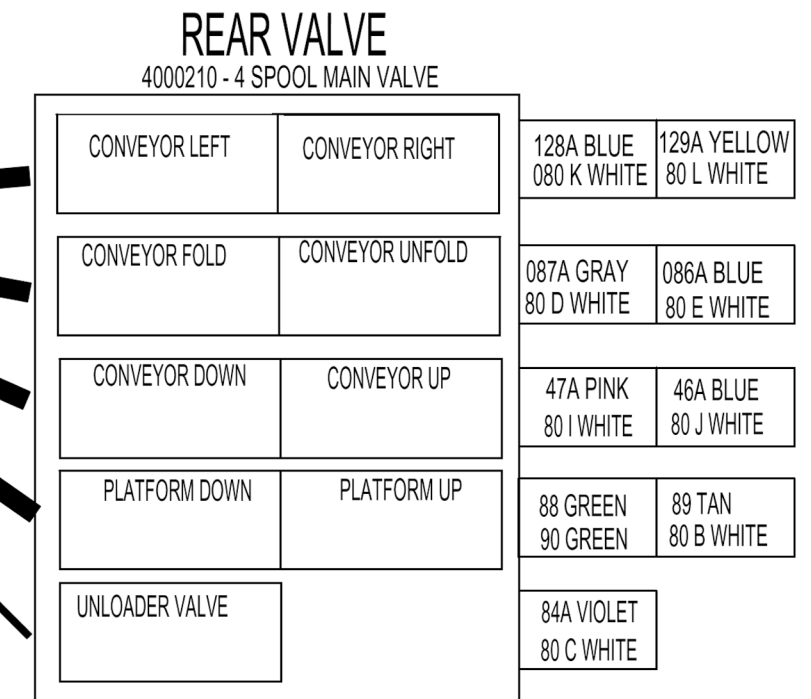 REAR VALVE
4000210 - 4 SPOOL MAIN VALVE
CONVEYOR LEFT
CONVEYOR RIGHT
128A BLUE
080 K WHITE
129A YELLOW
80 L WHITE
CONVEYOR FOLD
CONVEYOR UNFOLD
087A GRAY
80 D WHITE
086A BLUE
80 E WHITE
CONVEYOR DOWN
CONVEYOR UP
47A PINK
80 I WHITE
46A BLUE
80 J WHITE
PLATFORM DOWN
PLATFORM UP
88 GREEN
90 GREEN
89 TAN
80 B WHITE
UNLOADER VALVE
84A VIOLET
80 C WHITE